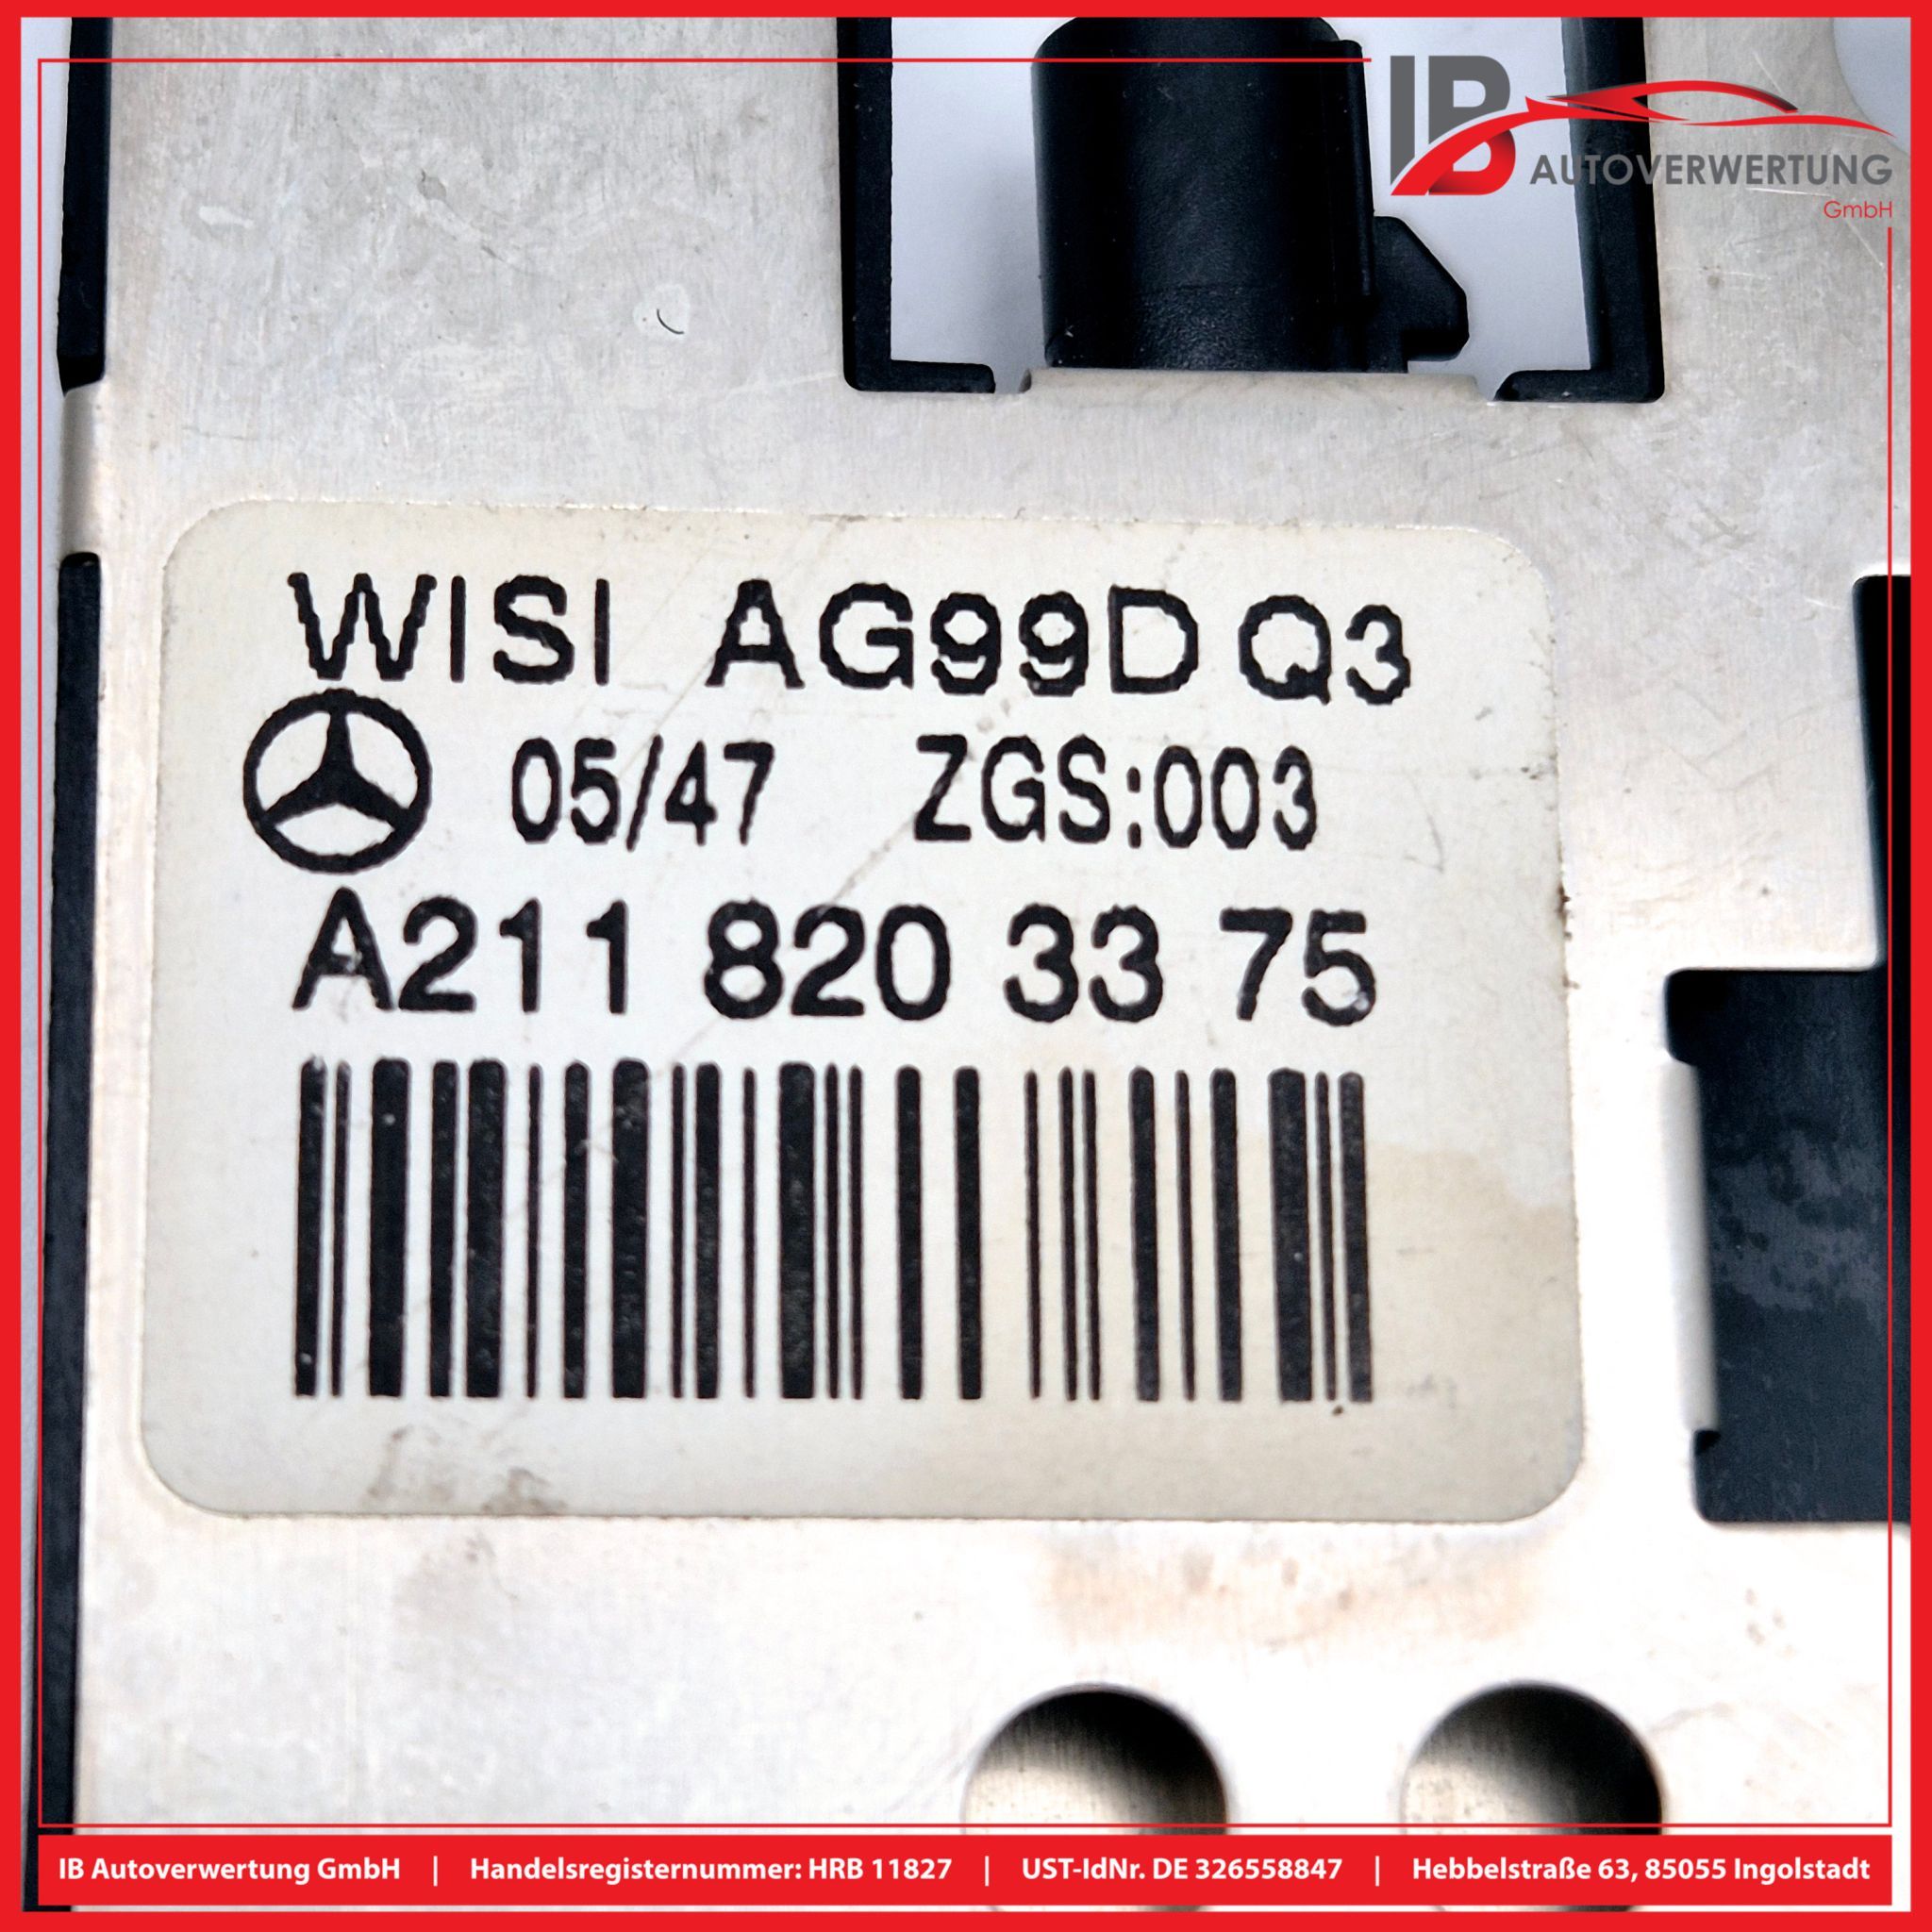 IB
AUTOVERWERTUNG
GmbH
WISI AG99D Q3
05/47 ZGS:003
A211 820 33 75
IB Autoverwertung GmbH | Handelsregisternummer: HRB 11827 | UST-IdNr. DE 326558847 | Hebbelstraße 63, 85055 Ingolstadt